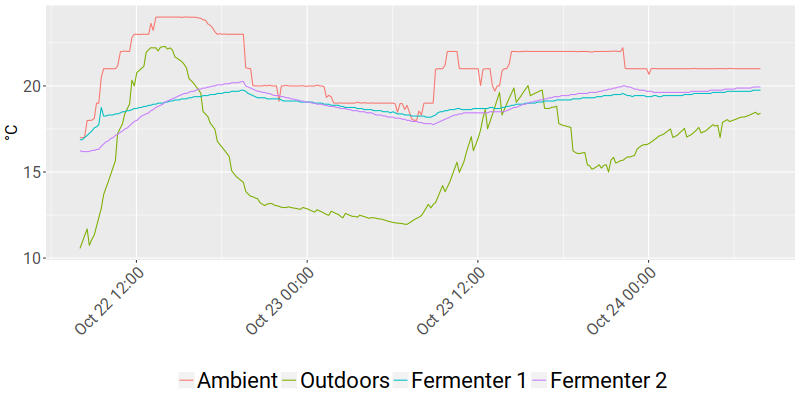 °C
20
15
10
Oct 22 12:00
Oct 23 00:00
Oct 23 12:00
Oct 24 00:00
Ambient Outdoors Fermenter 1 Fermenter 2